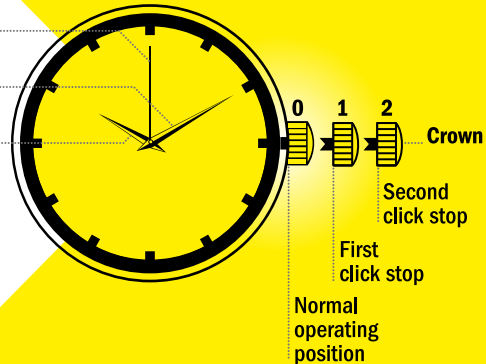 0 1 2
Crown
Second
click stop
First
click stop
Normal
operating
position